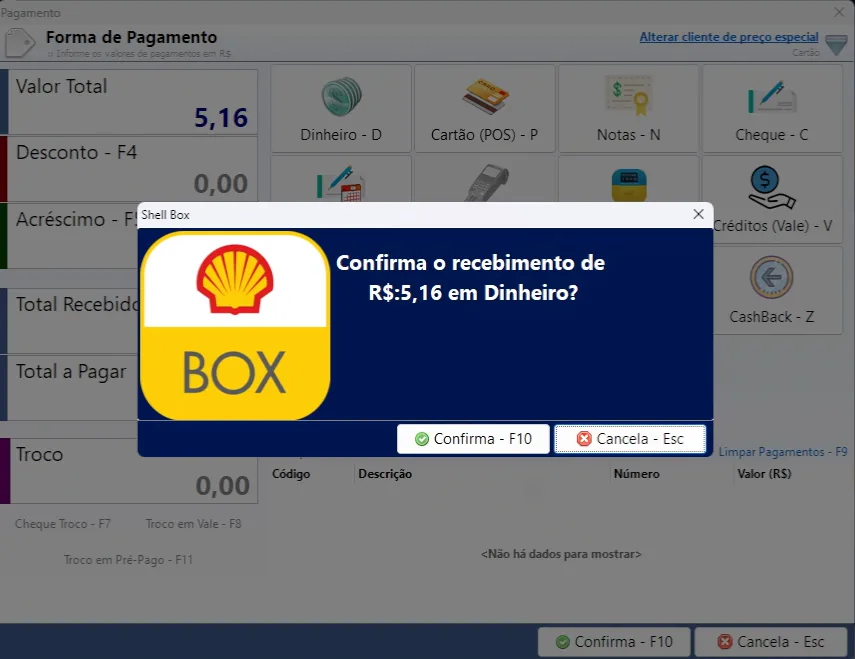 Pagamento
Forma de Pagamento
Informe os valores de pagamentos em R$
Alterar cliente de preço especial
Cartão
Valor Total
5,16
Desconto - F4
0,00
Acréscimo - F5
Total Recebido
Total a Pagar
Troco
0,00
Cheque Troco - F7
Troco em Vale - F8
Troco em Pré-Pago - F11
Dinheiro - D
Cartão (POS) - P
Notas - N
Cheque - C
Créditos (Vale) - V
CashBack - Z
Shell Box
BOX
Confirma o recebimento de
R$:5,16 em Dinheiro?
Confirma - F10
Cancela - Esc
Limpar Pagamentos - F9
Código
Descrição
Número
Valor (R$)
<Não há dados para mostrar>
Confirma - F10
Cancela - Esc